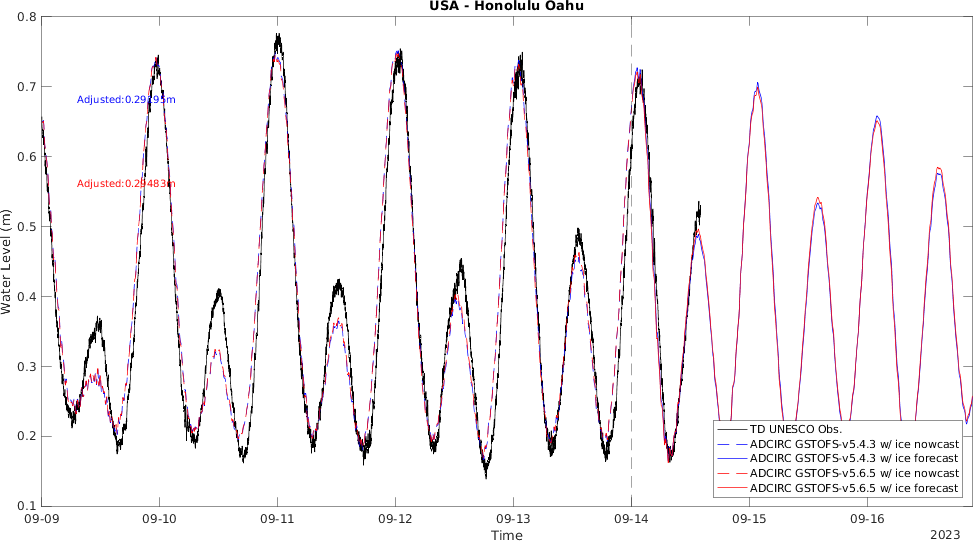 USA - Honolulu Oahu
0.8
0.7
0.6
0.5
0.4
0.3
0.2
0.1
Water Level (m)
Adjusted:0.29295m
Adjusted:0.29483m
TD UNESCO Obs.
ADCIRC GSTOFS-v5.4.3 w/ ice nowcast
ADCIRC GSTOFS-v5.4.3 w/ ice forecast
ADCIRC GSTOFS-v5.6.5 w/ ice nowcast
ADCIRC GSTOFS-v5.6.5 w/ ice forecast
09-09 09-10 09-11 09-12 09-13 09-14 09-15 09-16
Time
2023